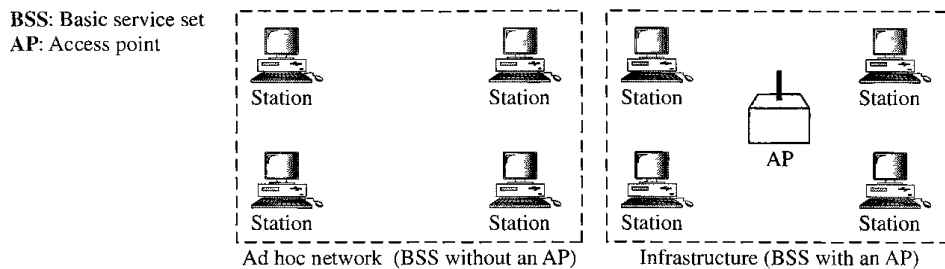 BSS: Basic service set
AP: Access point
Station Station
Station Station
Ad hoc network (BSS without an AP)
Station Station
AP
Station Station
Infrastructure (BSS with an AP)